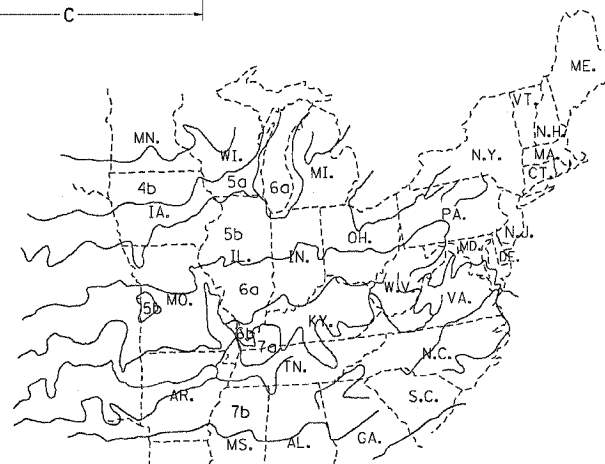 C
ME.
VT.
MN.
N.H.
WI.
N.Y.
MA.
5a
MI.
CT.
4b
6a
IA.
PA.
5b
OH.
N.J.
IL.
IN.
MD.
DE.
6a
W.V.
MO.
VA.
5b
KY.
6b
7a
N.C.
TN.
AR.
S.C.
7b
MS.
AL.
GA.